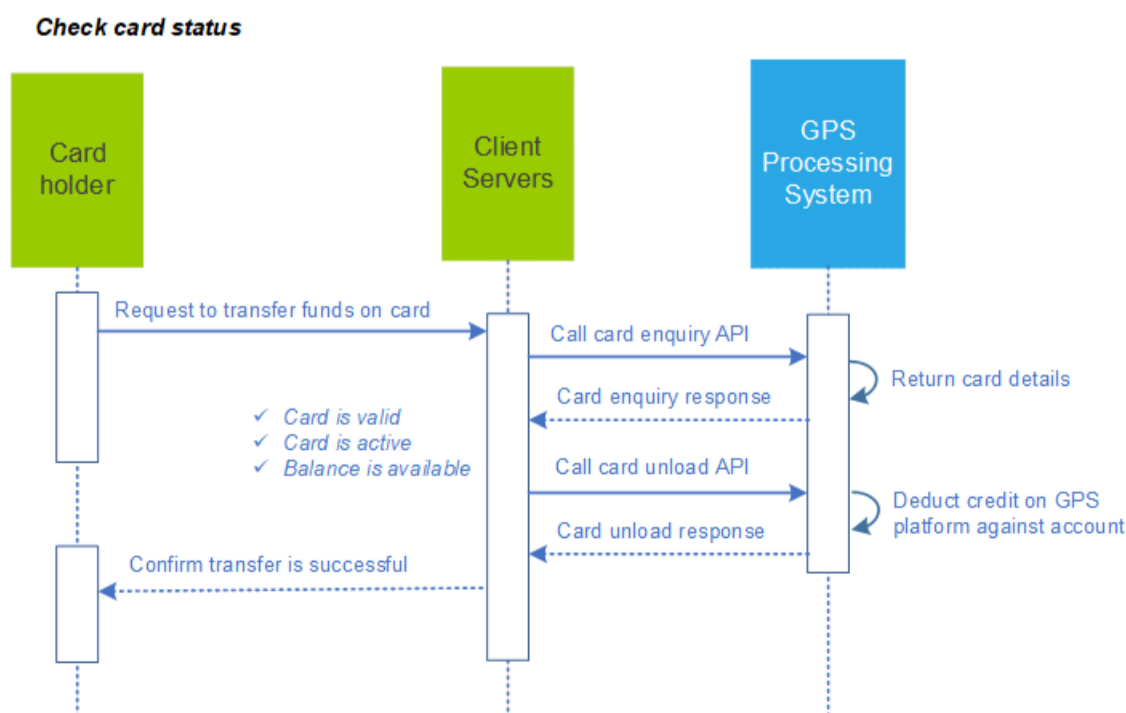 Check card status
Card
holder
Client
Servers
GPS
Processing
System
Request to transfer funds on card
Call card enquiry API
Return card details
Card enquiry response
✓ Card is valid
✓ Card is active
✓ Balance is available
Call card unload API
Deduct credit on GPS
platform against account
Card unload response
Confirm transfer is successful